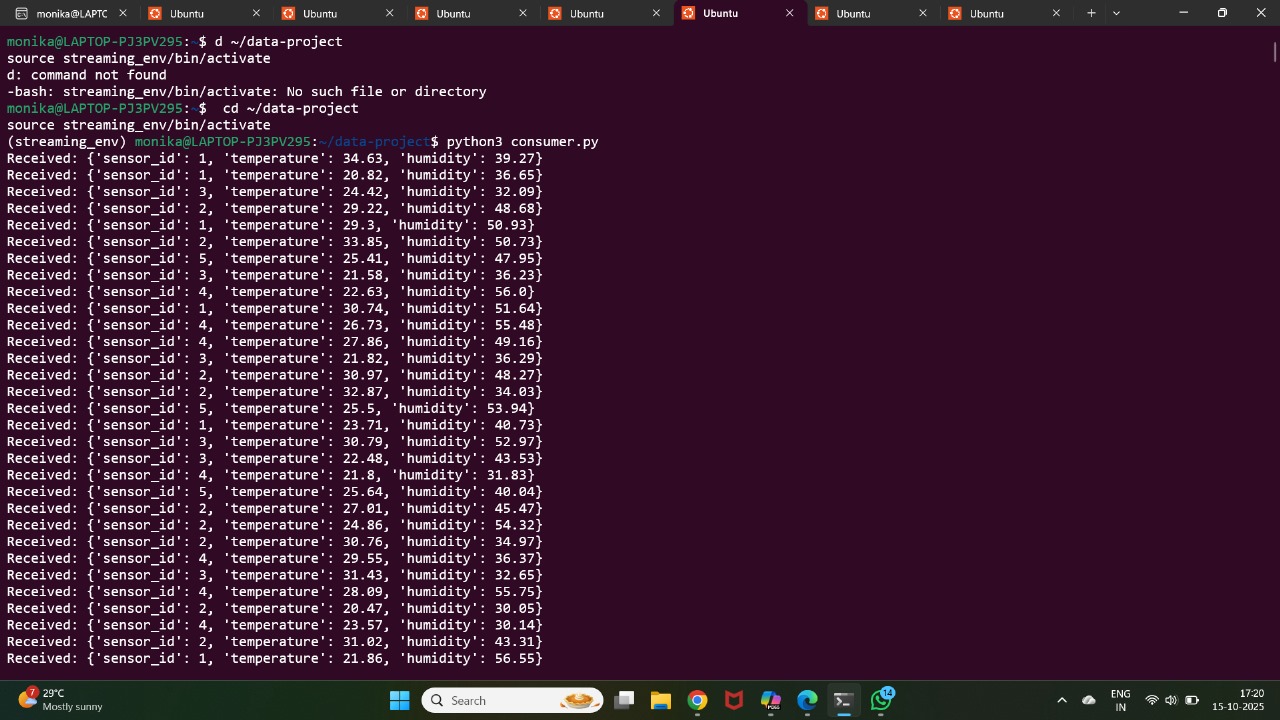 monika@LAPTC
Ubuntu
Ubuntu
Ubuntu
Ubuntu
Ubuntu
Ubuntu
Ubuntu
monika@LAPTOP-PJ3PV295:~$ d ~/data-project
source streaming_env/bin/activate
d: command not found
-bash: streaming_env/bin/activate: No such file or directory
monika@LAPTOP-PJ3PV295:~$  cd ~/data-project
source streaming_env/bin/activate
(streaming_env) monika@LAPTOP-PJ3PV295:~/data-project$ python3 consumer.py
Received: {'sensor_id': 1, 'temperature': 34.63, 'humidity': 39.27}
Received: {'sensor_id': 1, 'temperature': 20.82, 'humidity': 36.65}
Received: {'sensor_id': 3, 'temperature': 24.42, 'humidity': 32.09}
Received: {'sensor_id': 2, 'temperature': 29.22, 'humidity': 48.68}
Received: {'sensor_id': 1, 'temperature': 29.3, 'humidity': 50.93}
Received: {'sensor_id': 2, 'temperature': 33.85, 'humidity': 50.73}
Received: {'sensor_id': 5, 'temperature': 25.41, 'humidity': 47.95}
Received: {'sensor_id': 3, 'temperature': 21.58, 'humidity': 36.23}
Received: {'sensor_id': 4, 'temperature': 22.63, 'humidity': 56.0}
Received: {'sensor_id': 1, 'temperature': 30.74, 'humidity': 51.64}
Received: {'sensor_id': 4, 'temperature': 26.73, 'humidity': 55.48}
Received: {'sensor_id': 4, 'temperature': 27.86, 'humidity': 49.16}
Received: {'sensor_id': 3, 'temperature': 21.82, 'humidity': 36.29}
Received: {'sensor_id': 2, 'temperature': 30.97, 'humidity': 48.27}
Received: {'sensor_id': 2, 'temperature': 32.87, 'humidity': 34.03}
Received: {'sensor_id': 5, 'temperature': 25.5, 'humidity': 53.94}
Received: {'sensor_id': 1, 'temperature': 23.71, 'humidity': 40.73}
Received: {'sensor_id': 3, 'temperature': 30.79, 'humidity': 52.97}
Received: {'sensor_id': 3, 'temperature': 22.48, 'humidity': 43.53}
Received: {'sensor_id': 4, 'temperature': 21.8, 'humidity': 31.83}
Received: {'sensor_id': 5, 'temperature': 25.64, 'humidity': 40.04}
Received: {'sensor_id': 2, 'temperature': 27.01, 'humidity': 45.47}
Received: {'sensor_id': 2, 'temperature': 24.86, 'humidity': 54.32}
Received: {'sensor_id': 2, 'temperature': 30.76, 'humidity': 34.97}
Received: {'sensor_id': 4, 'temperature': 29.55, 'humidity': 36.37}
Received: {'sensor_id': 3, 'temperature': 31.43, 'humidity': 32.65}
Received: {'sensor_id': 4, 'temperature': 28.09, 'humidity': 55.75}
Received: {'sensor_id': 2, 'temperature': 20.47, 'humidity': 30.05}
Received: {'sensor_id': 4, 'temperature': 23.57, 'humidity': 30.14}
Received: {'sensor_id': 2, 'temperature': 31.02, 'humidity': 43.31}
Received: {'sensor_id': 1, 'temperature': 21.86, 'humidity': 56.55}
7
29°C
Mostly sunny
Search
14
ENG
IN
17:20
15-10-2025